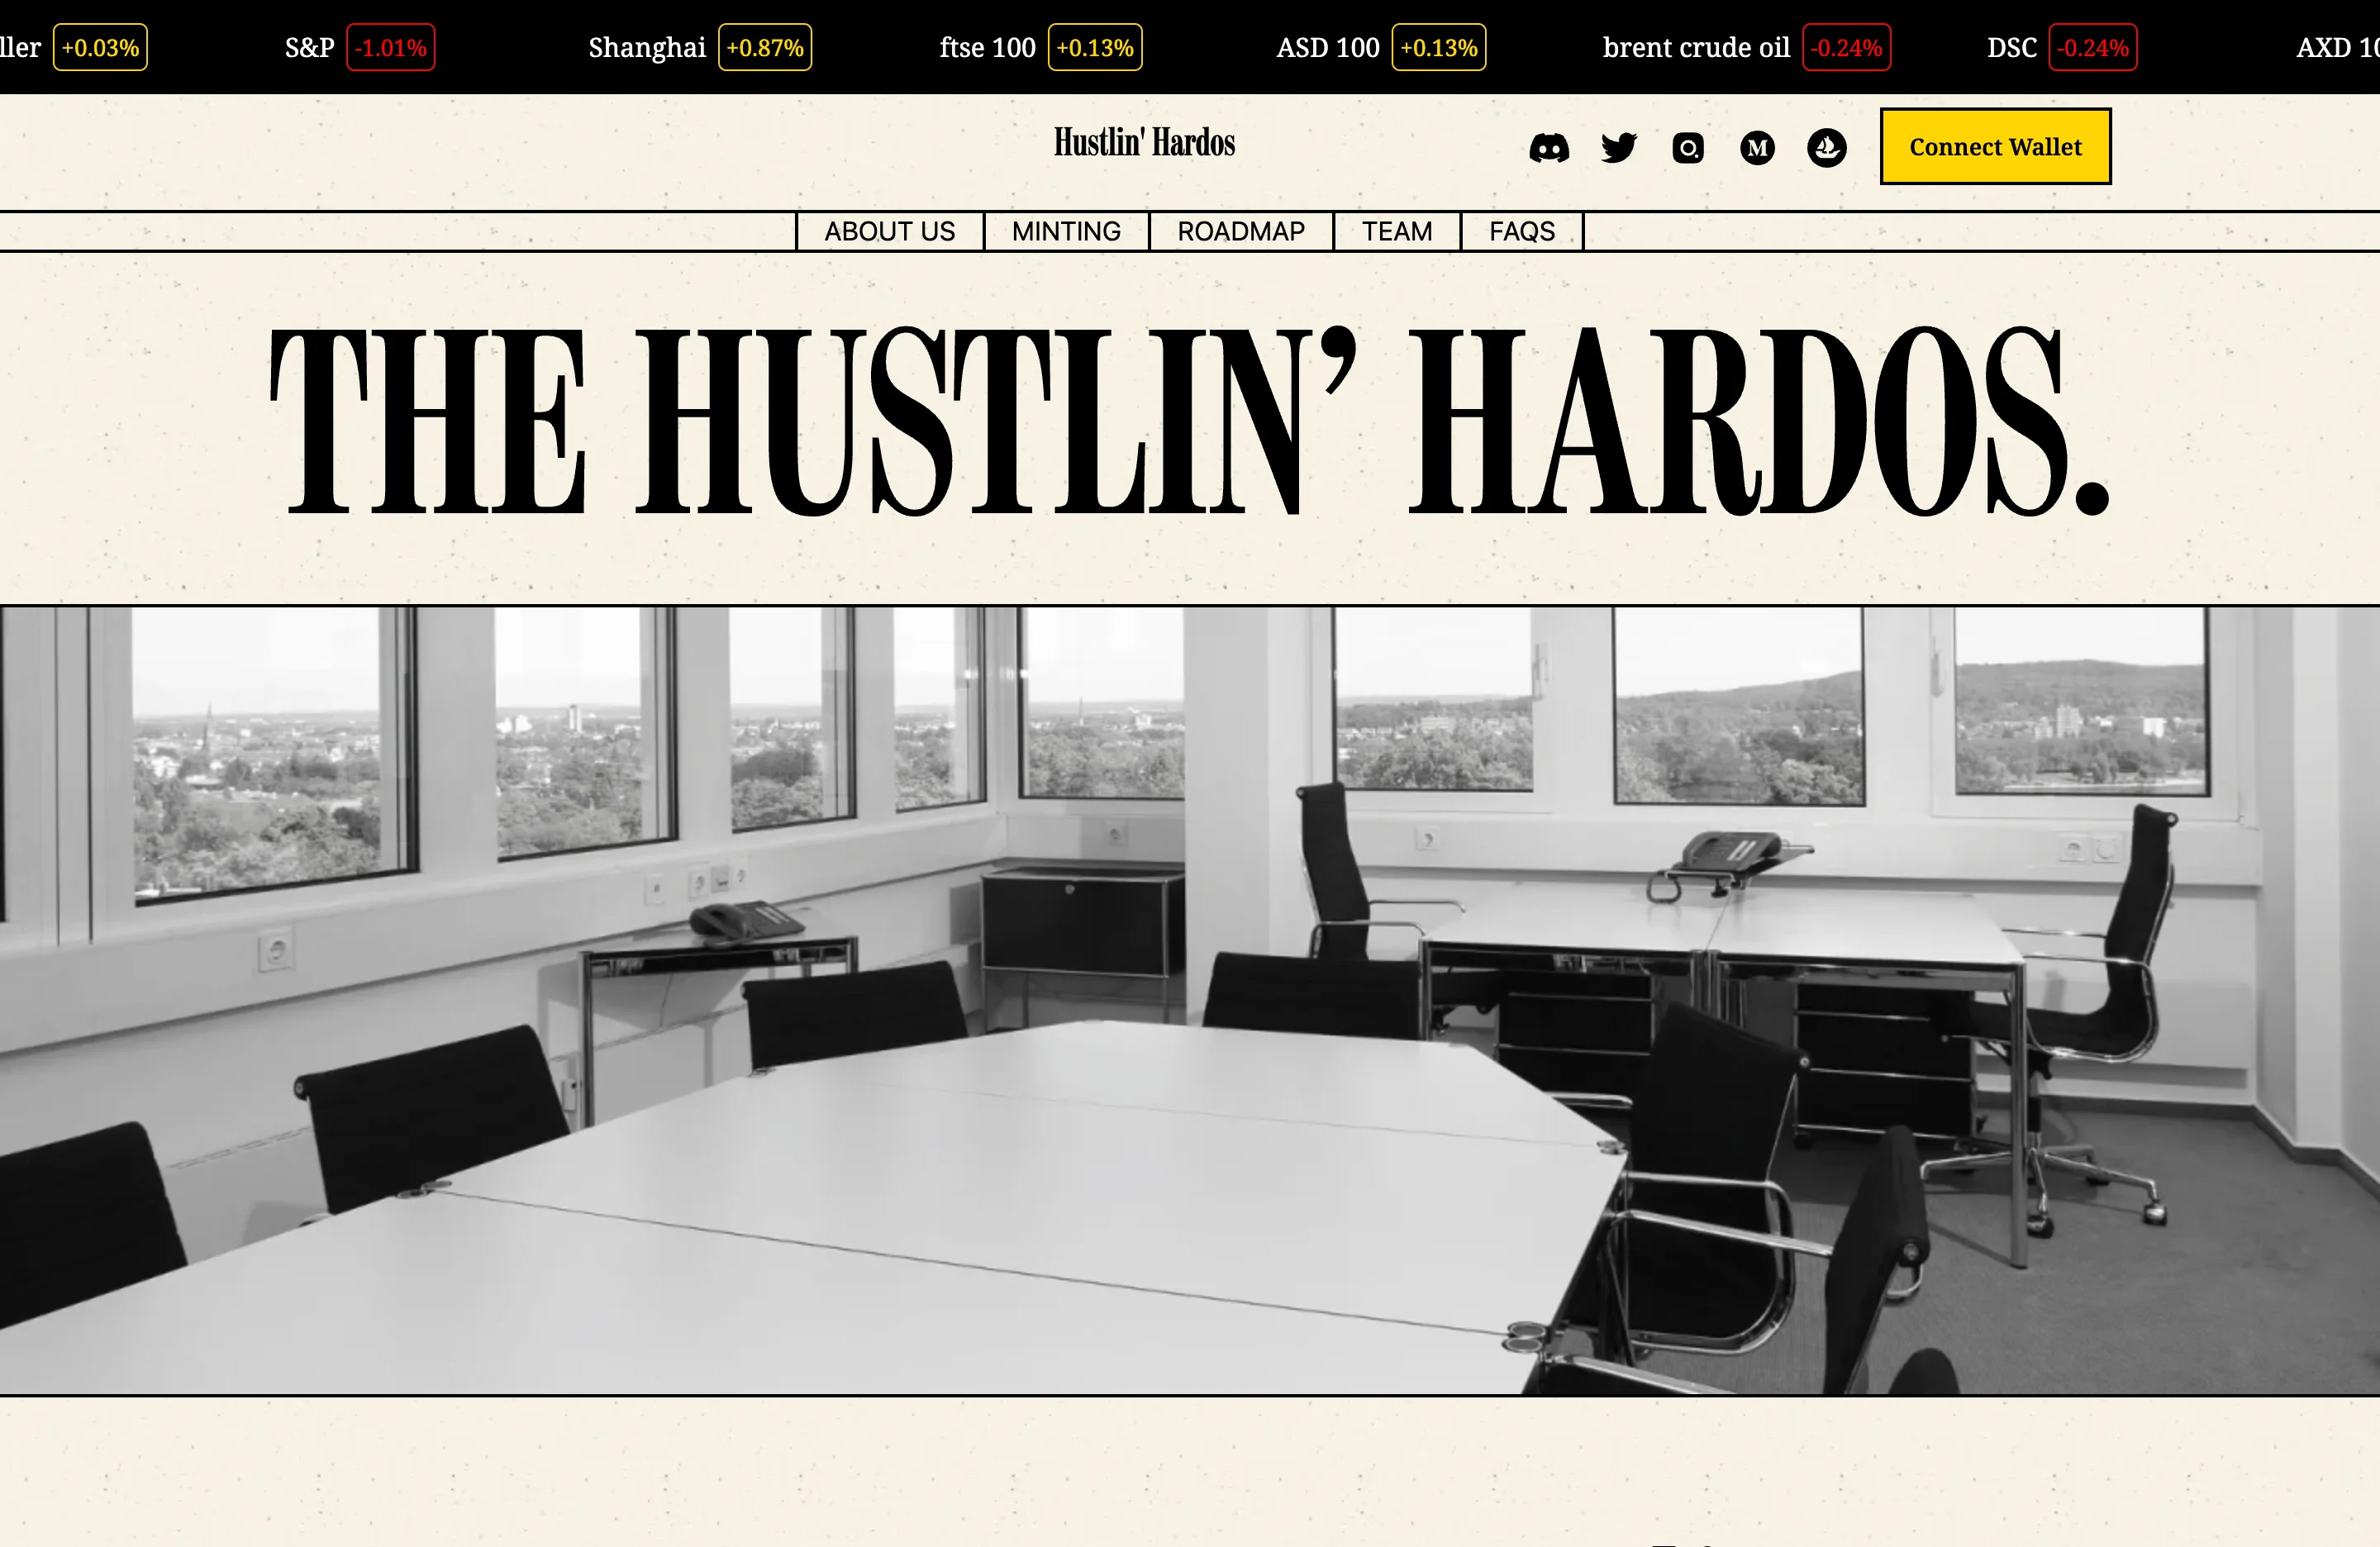 ller +0.03% S&P -1.01% Shanghai +0.87% ftse 100 +0.13% ASD 100 +0.13% brent crude oil -0.24% DSC -0.24% AXD 10
Hustlin' Hardos
Connect Wallet
ABOUT US MINTING ROADMAP TEAM FAQS
THE HUSTLIN’ HARDOS.